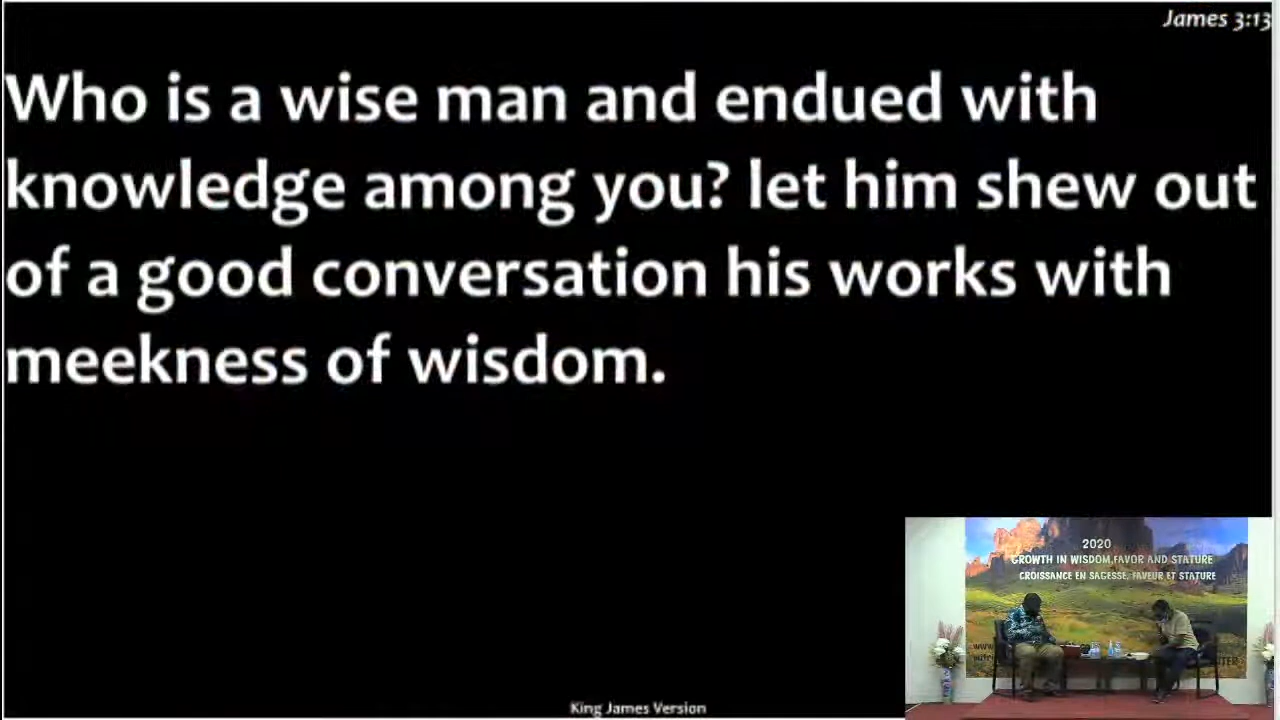 James 3:13
Who is a wise man and endued with
knowledge among you? let him shew out
of a good conversation his works with
meekness of wisdom.
2020
GROWTH IN WISDOM,FAVOR AND STATURE
CROISSANCE EN SAGESSE, FAVEUR ET STATURE
www
King James Version